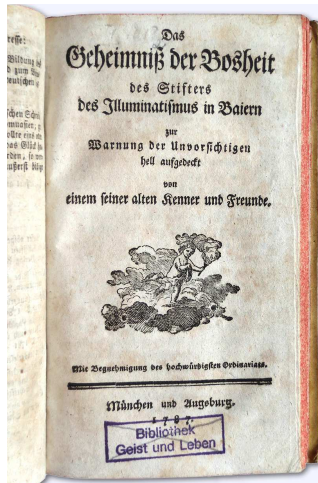 Das
Geheimniß der Bosheit
des Stifters
des Illuminatismus in Baiern
zur
Warnung der Unvorsichtigen
hell aufgedeckt
von
einem seiner alten Kenner und Freunde.
Mit Begnehmigung des hochwürdigsten Ordinariats.
München und Augsburg.
1787.
Bibliothek
Geist und Leben